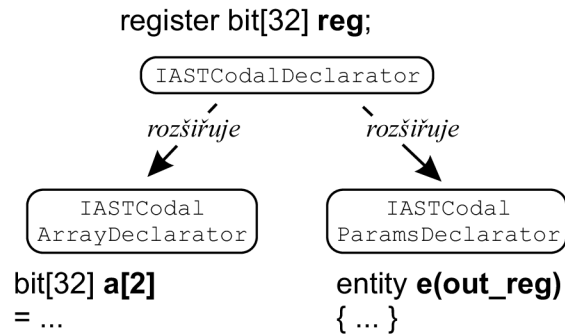 register bit[32] reg;
IASTCodalDeclarator
rozšiřuje rozšiřuje
IASTCodal
ArrayDeclarator
IASTCodal
ParamsDeclarator
bit[32] a[2]
= ...
entity e(out_reg)
{ ... }